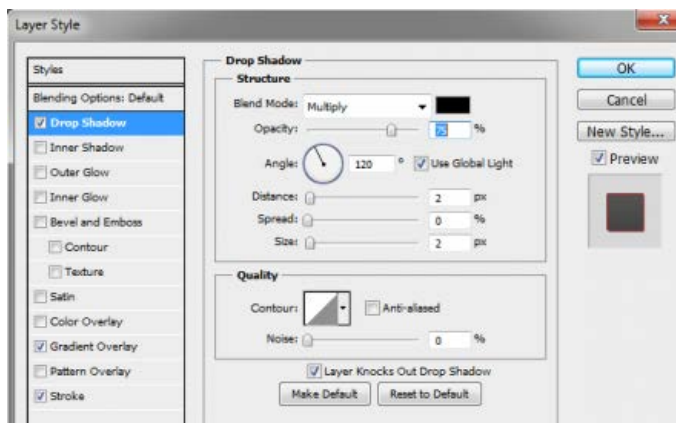 Layer Style
Styles
Blending Options: Default
Drop Shadow
Inner Shadow
Outer Glow
Inner Glow
Bevel and Emboss
Contour
Texture
Satin
Color Overlay
Gradient Overlay
Pattern Overlay
Stroke
Drop Shadow
Structure
Blend Mode: Multiply
Opacity: 75 %
Angle: 120 ° Use Global Light
Distance: 2 px
Spread: 0 %
Size: 2 px
Quality
Contour: Anti-aliased
Noise: 0 %
Layer Knocks Out Drop Shadow
Make Default Reset to Default
OK
Cancel
New Style...
Preview